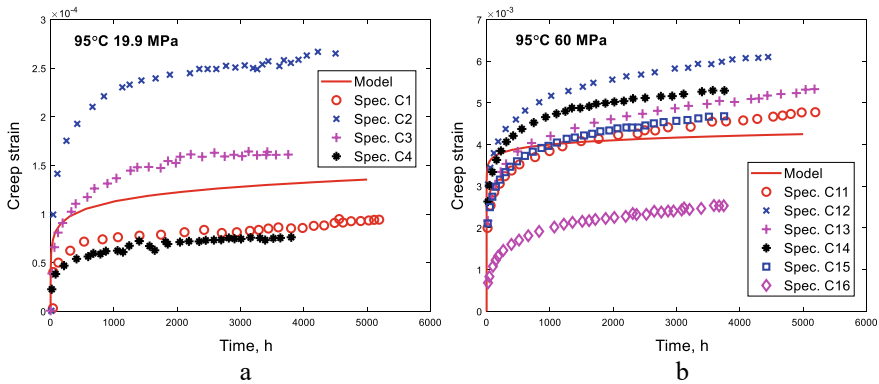 3 ×10⁻⁴
95°C 19.9 MPa
2.5
2
1.5
1
0.5
0
Creep strain
Model
Spec. C1
Spec. C2
Spec. C3
Spec. C4
0 1000 2000 3000 4000 5000 6000
Time, h
a
7 ×10⁻³
95°C 60 MPa
6
5
4
3
2
1
0
Creep strain
Model
Spec. C11
Spec. C12
Spec. C13
Spec. C14
Spec. C15
Spec. C16
0 1000 2000 3000 4000 5000 6000
Time, h
b